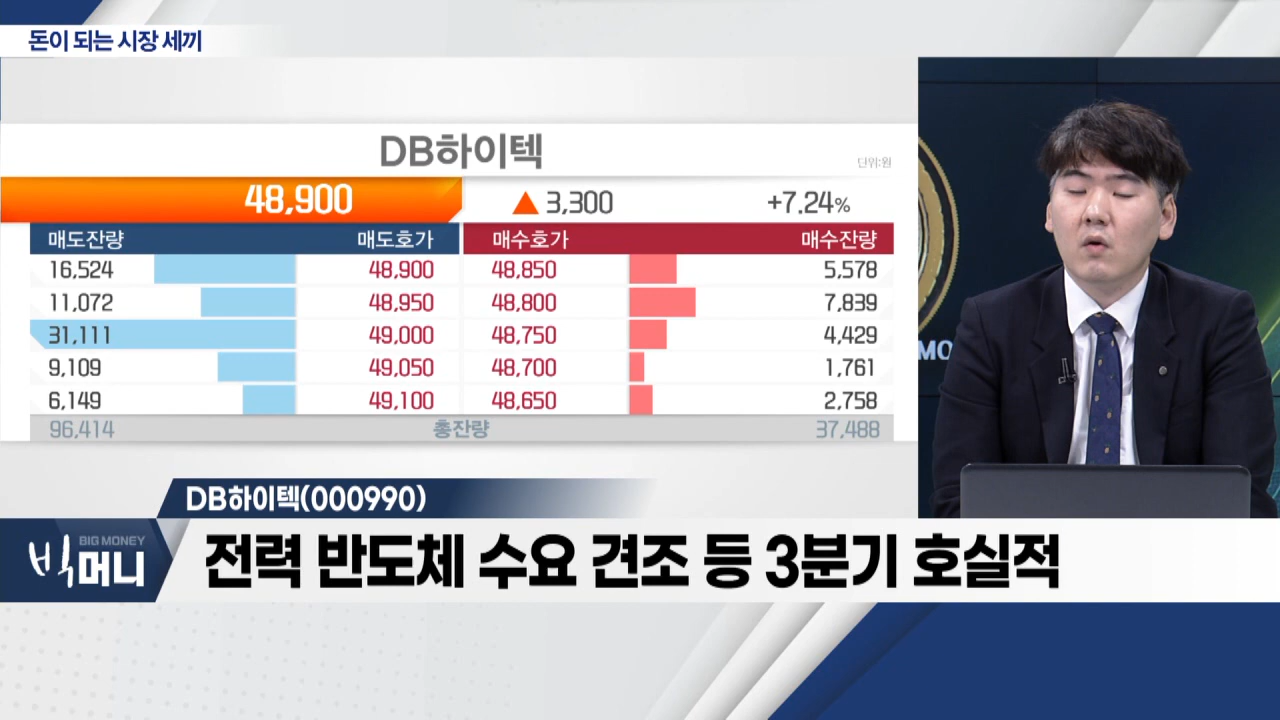 돈이 되는 시장 세끼
DB하이텍
단위:원
48,900 ▲ 3,300 +7.24%
매도잔량 매도호가 매수호가 매수잔량
16,524 48,900 48,850 5,578
11,072 48,950 48,800 7,839
31,111 49,000 48,750 4,429
9,109 49,050 48,700 1,761
6,149 49,100 48,650 2,758
96,414 총잔량 37,488
MO
DB하이텍(000990)
BIG MONEY
빅머니
전력 반도체 수요 견조 등 3분기 호실적